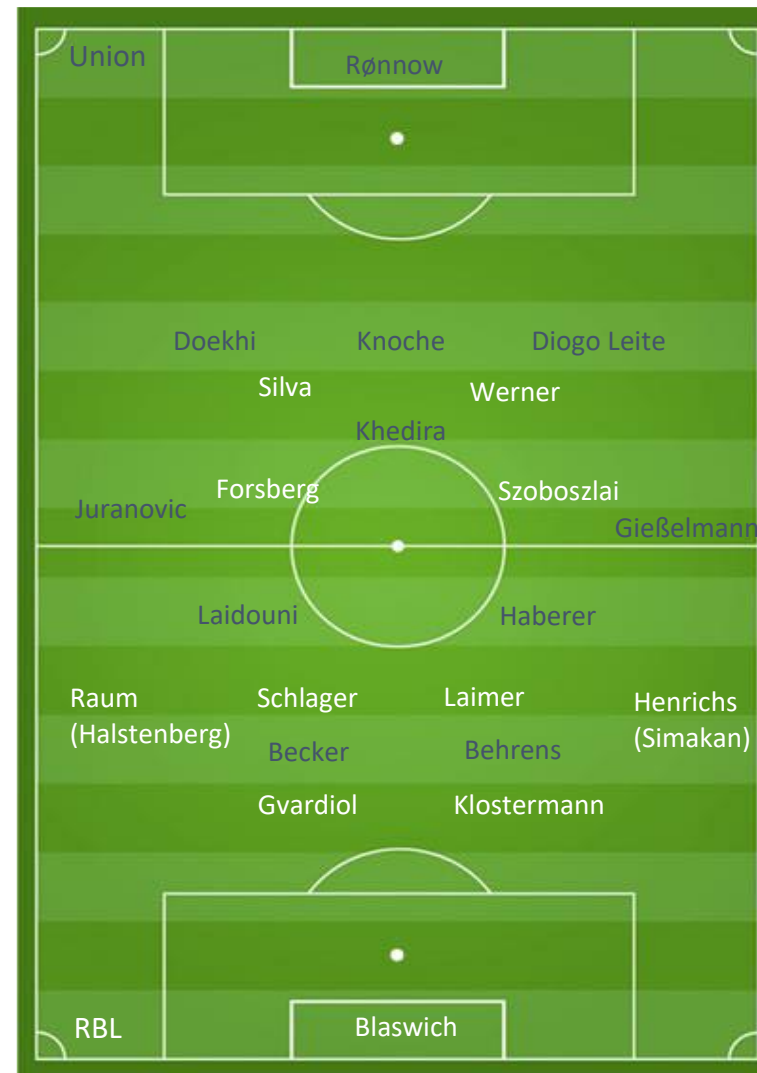 Union
Rønnow
Doekhi Knoche Diogo Leite
Silva Werner
Khedira
Forsberg Szoboszlai
Juranovic
Gießelmann
Laidouni Haberer
Raum Schlager Laimer Henrichs
(Halstenberg) (Simakan)
Becker Behrens
Gvardiol Klostermann
RBL Blaswich